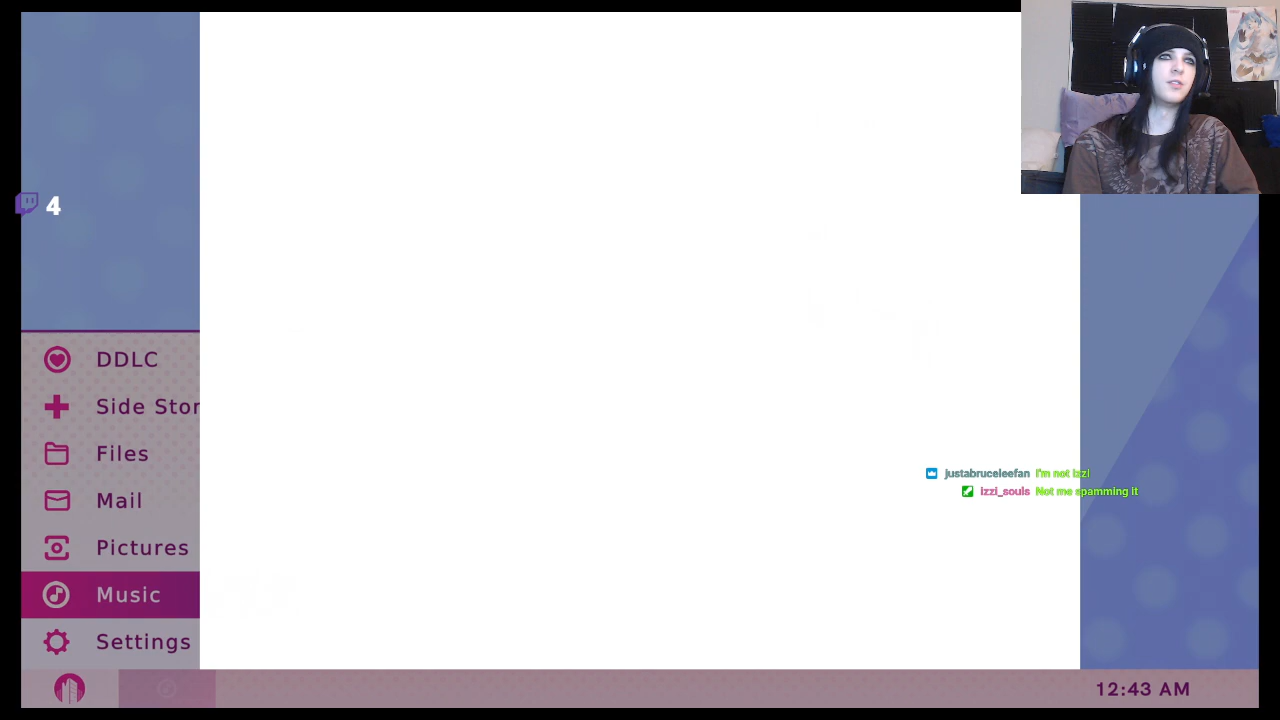 4
DDLC
Side Stor
Files
Mail
Pictures
Music
Settings
justabruceleefan I'm not Izzi
izzi_souls Not me spamming it
12:43 AM